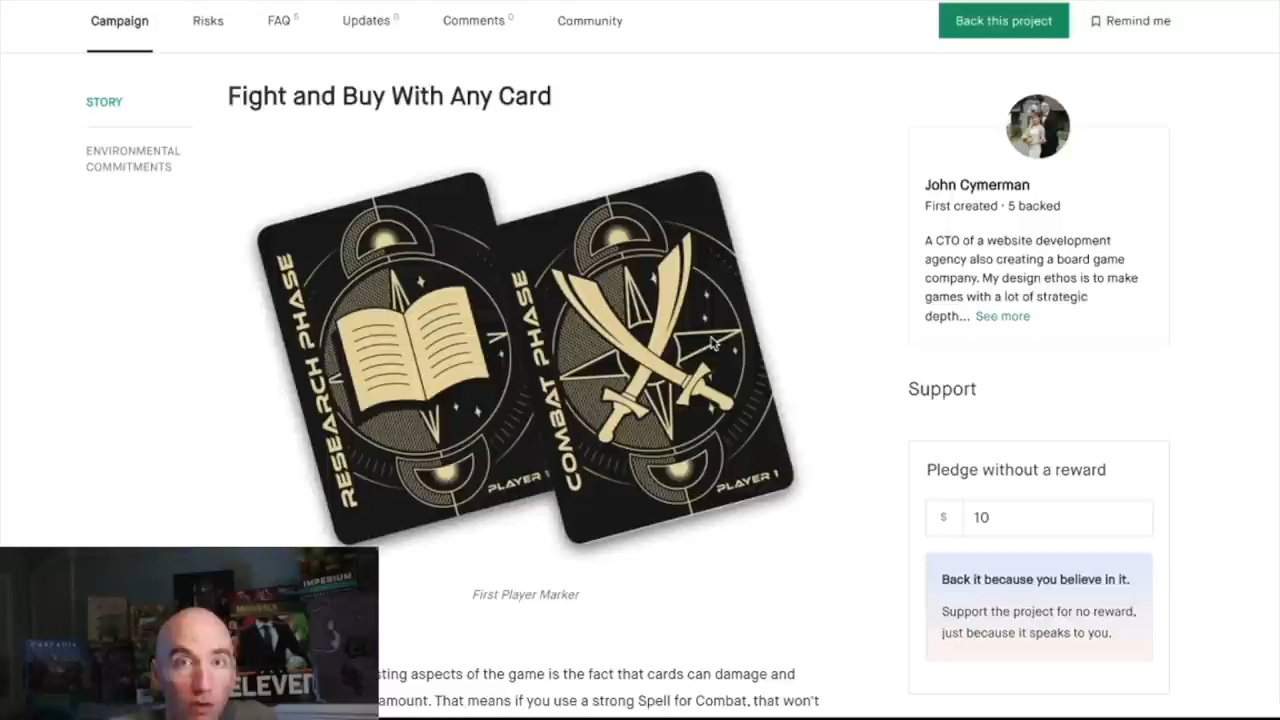 Campaign
Risks
FAQ 5
Updates 0
Comments 0
Community
Back this project
Remind me
STORY
ENVIRONMENTAL
COMMITMENTS
Fight and Buy With Any Card
RESEARCH PHASE
PLAYER 1
COMBAT PHASE
PLAYER 1
First Player Marker
sting aspects of the game is the fact that cards can damage and
amount. That means if you use a strong Spell for Combat, that won't
John Cymerman
First created · 5 backed
A CTO of a website development
agency also creating a board game
company. My design ethos is to make
games with a lot of strategic
depth... See more
Support
Pledge without a reward
$ 10
Back it because you believe in it.
Support the project for no reward,
just because it speaks to you.
IMPERIUM
CASCADIA
ELEVEN